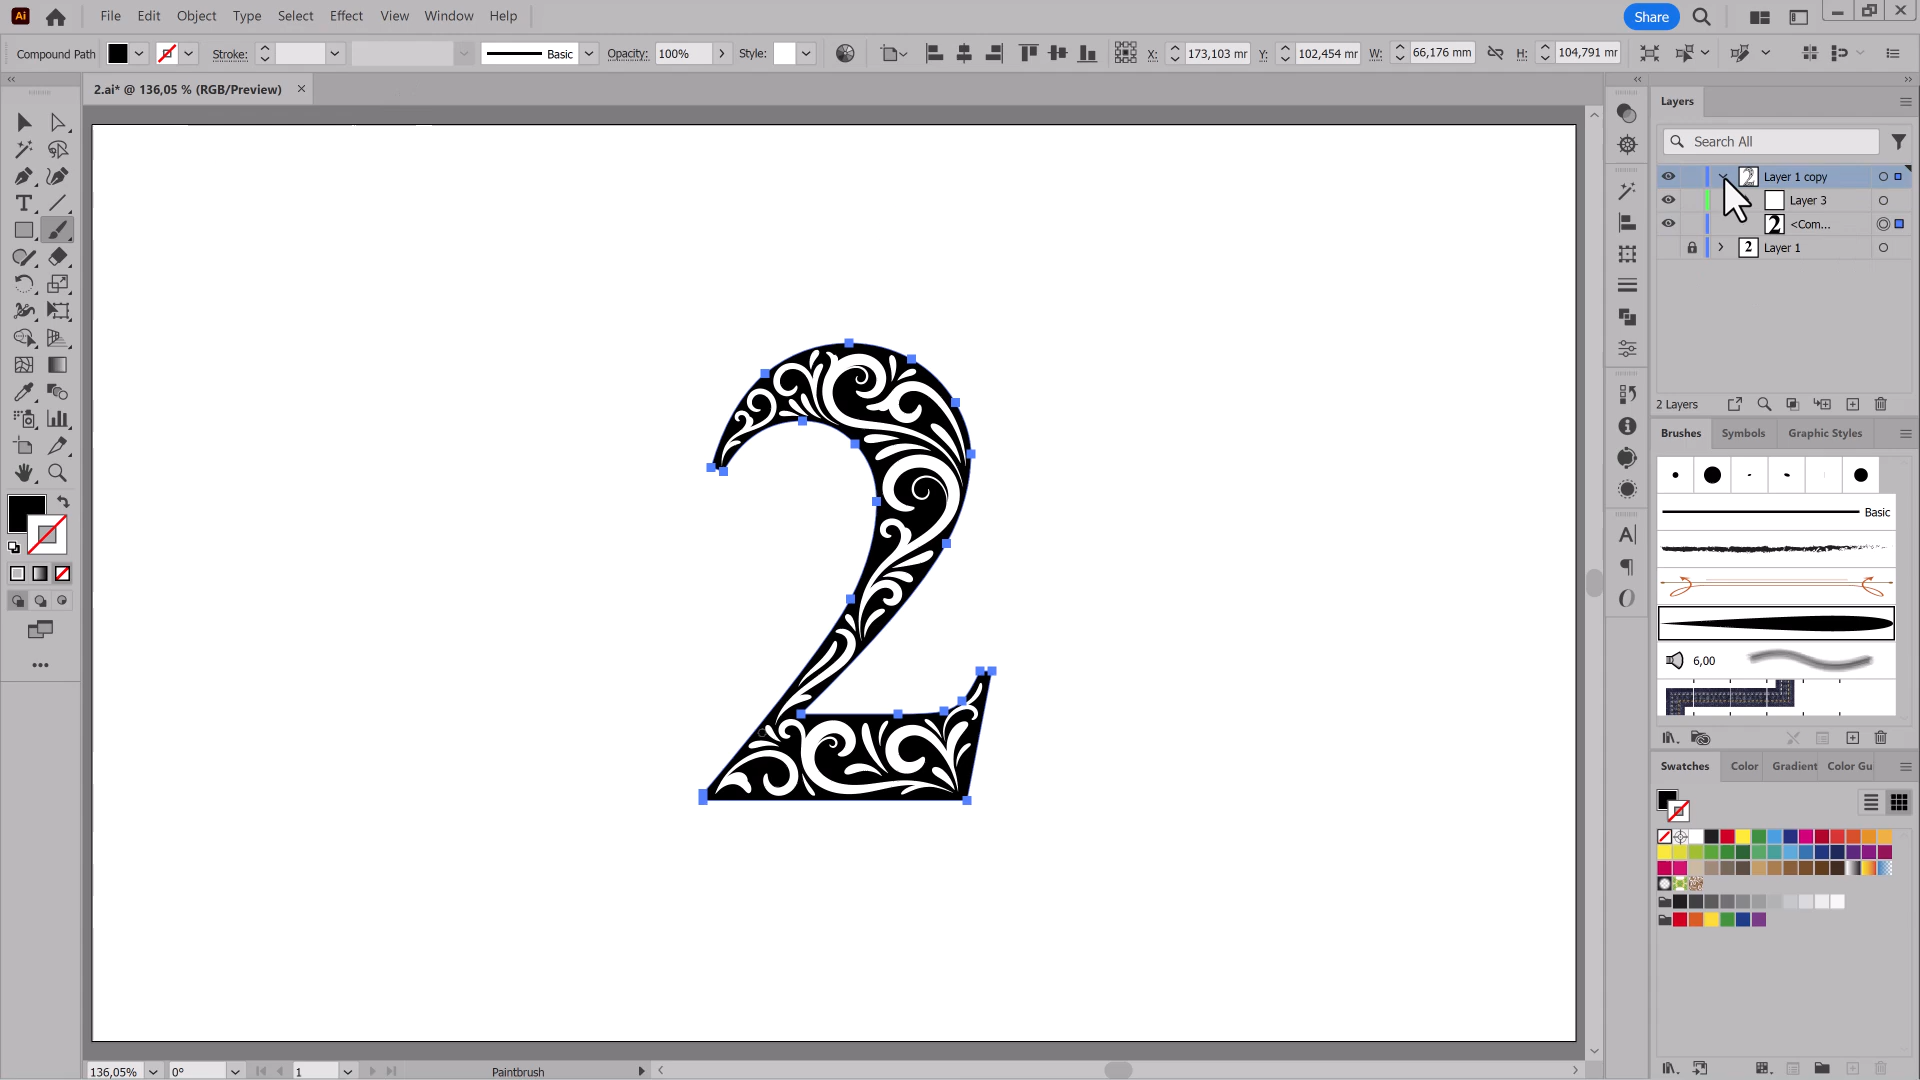 Ai File Edit Object Type Select Effect View Window Help Share
Compound Path Stroke: Basic Opacity: 100% Style: X: 173,103 mr Y: 102,454 mr W: 66,176 mm H: 104,791 mr
2.ai* @ 136,05 % (RGB/Preview)
Layers
Search All
Layer 1 copy
Layer 3
<Com...
Layer 1
2 Layers
Brushes Symbols Graphic Styles
Basic
6,00
Swatches Color Gradient Color Gu
2
136,05% 0° 1 Paintbrush